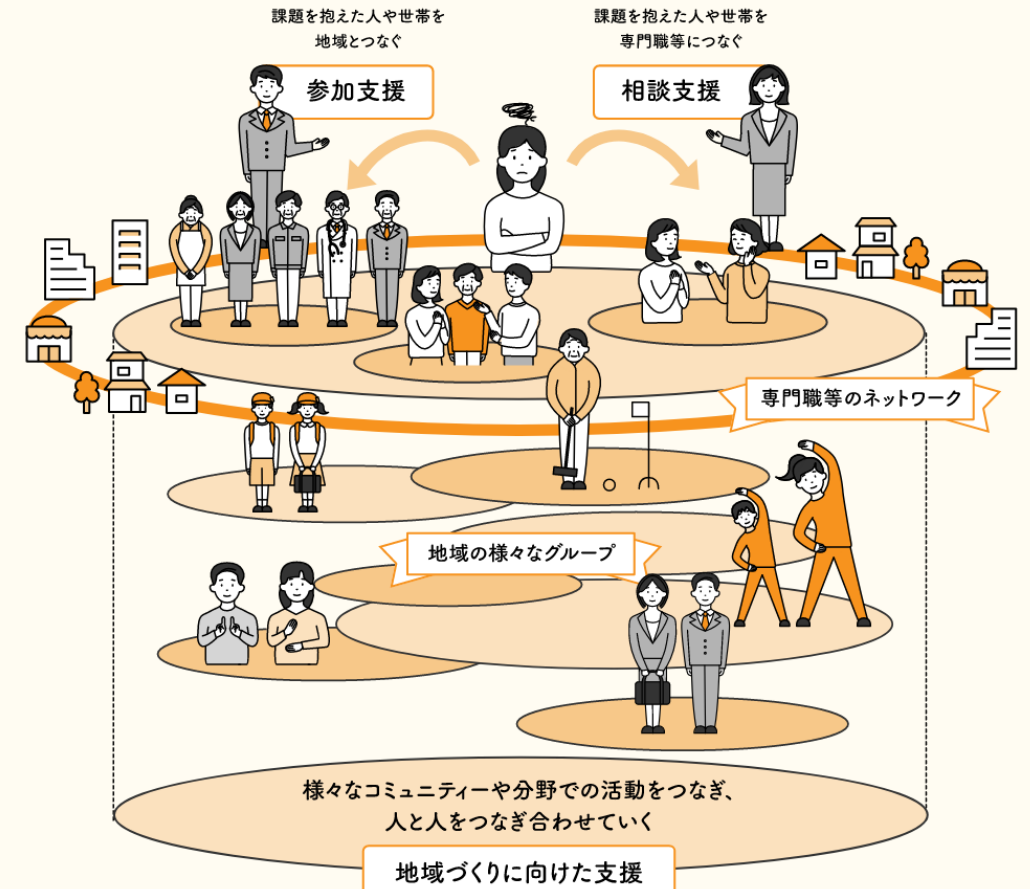 課題を抱えた人や世帯を
地域とつなぐ
参加支援
課題を抱えた人や世帯を
専門職等につなぐ
相談支援
専門職等のネットワーク
地域の様々なグループ
様々なコミュニティーや分野での活動をつなぎ、
人と人をつなぎ合わせていく
地域づくりに向けた支援